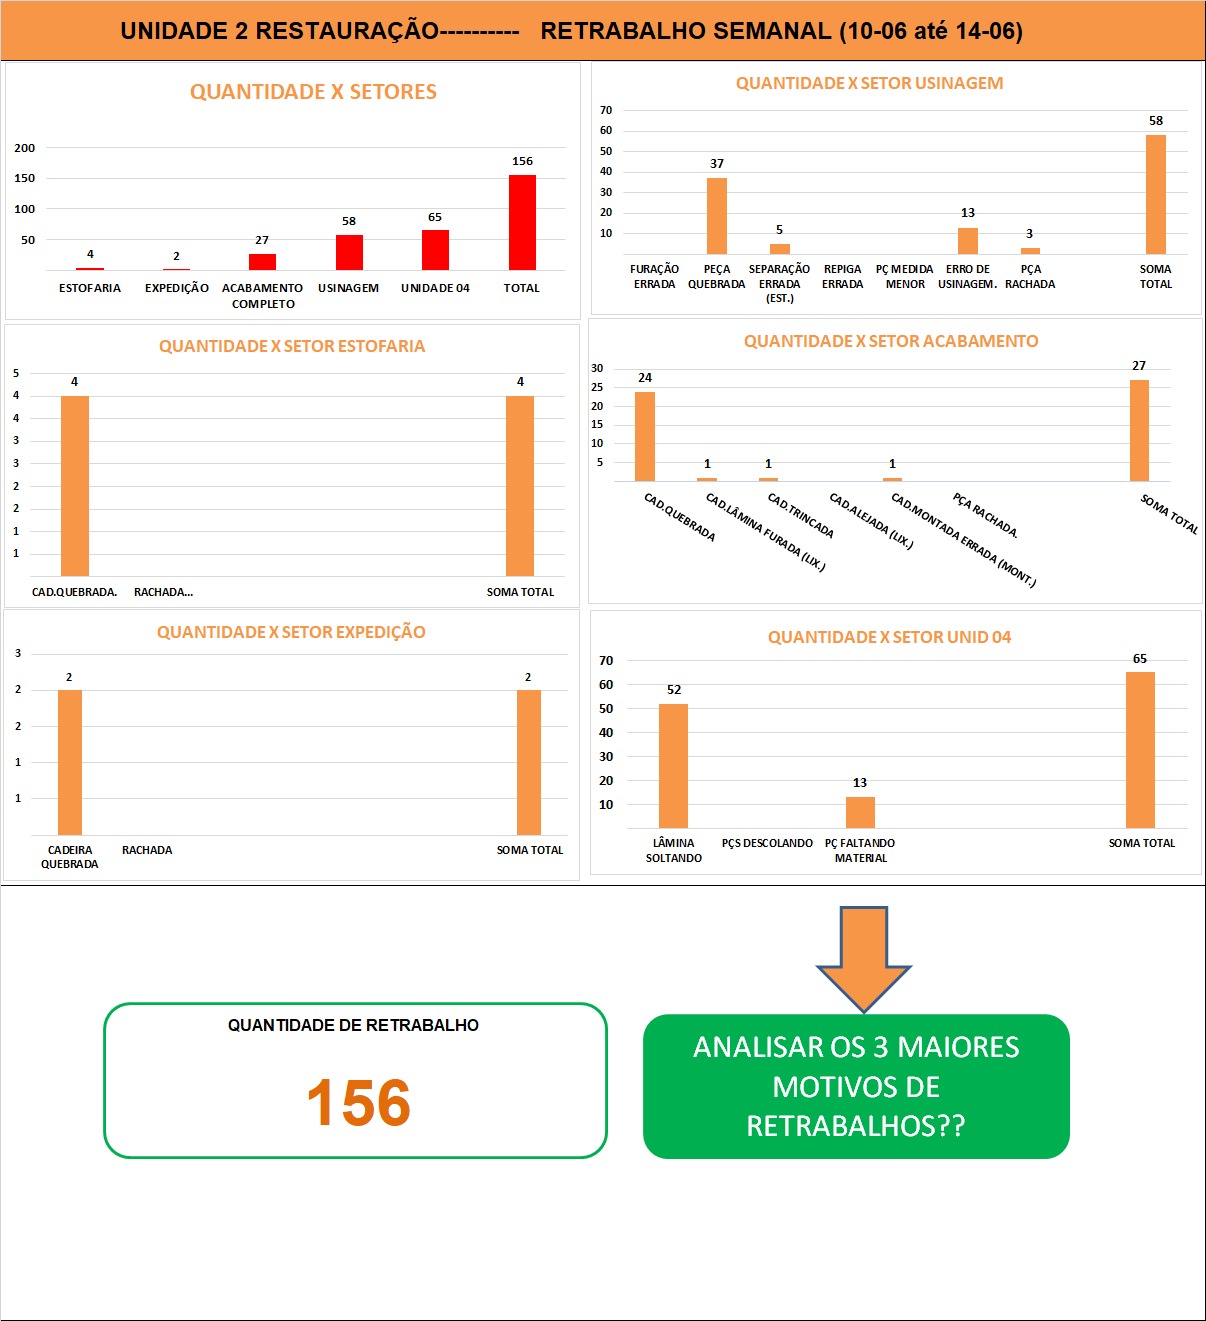 UNIDADE 2 RESTAURAÇÃO---------- RETRABALHO SEMANAL (10-06 até 14-06)
QUANTIDADE X SETORES
200
150
100
50
4
2
27
58
65
156
ESTOFARIA
EXPEDIÇÃO
ACABAMENTO
COMPLETO
USINAGEM
UNIDADE 04
TOTAL
QUANTIDADE X SETOR USINAGEM
70
60
50
40
30
20
10
37
5
13
3
58
FURAÇÃO
ERRADA
PEÇA
QUEBRADA
SEPARAÇÃO
ERRADA
(EST.)
REPIGA
ERRADA
PÇ MEDIDA
MENOR
ERRO DE
USINAGEM.
PÇA
RACHADA
SOMA
TOTAL
QUANTIDADE X SETOR ESTOFARIA
5
4
4
3
3
2
2
1
1
4
4
CAD.QUEBRADA.
RACHADA...
SOMA TOTAL
QUANTIDADE X SETOR ACABAMENTO
30
25
20
15
10
5
24
1
1
1
27
CAD.QUEBRADA
CAD.LÂMINA FURADA (LIX.)
CAD.TRINCADA
CAD.ALEJADA (LIX.)
CAD.MONTADA ERRADA (MONT.)
PÇA RACHADA.
SOMA TOTAL
QUANTIDADE X SETOR EXPEDIÇÃO
3
2
2
1
1
2
2
CADEIRA
QUEBRADA
RACHADA
SOMA TOTAL
QUANTIDADE X SETOR UNID 04
70
60
50
40
30
20
10
52
13
65
LÂMINA
SOLTANDO
PÇS DESCOLANDO
PÇ FALTANDO
MATERIAL
SOMA TOTAL
QUANTIDADE DE RETRABALHO
156
ANALISAR OS 3 MAIORES
MOTIVOS DE
RETRABALHOS??